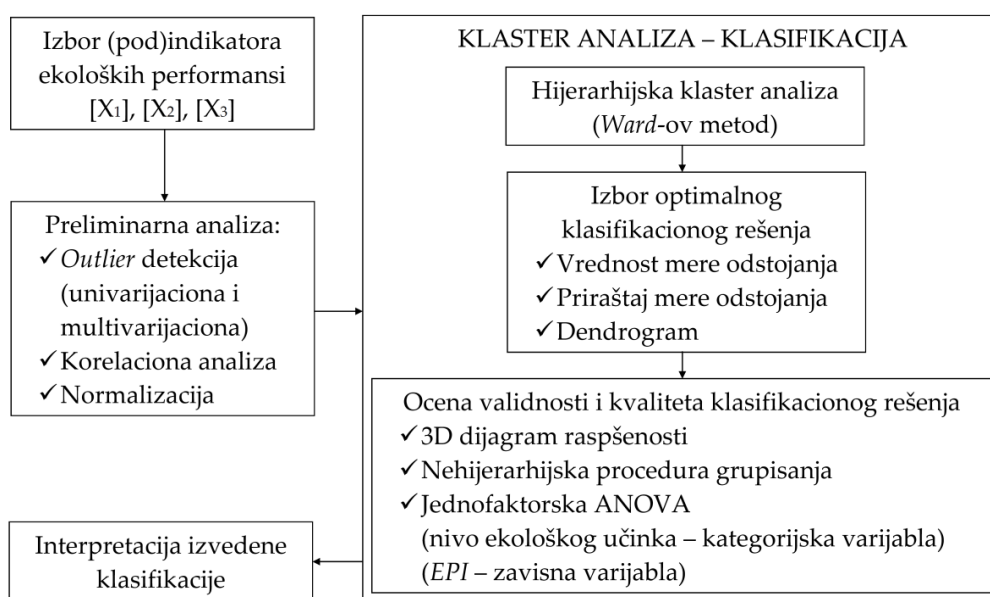 Izbor (pod)indikatora
ekoloških performansi
[X₁], [X₂], [X₃]
Preliminarna analiza:
✓ Outlier detekcija
(univarijaciona i
multivarijaciona)
✓ Korelaciona analiza
✓ Normalizacija
KLASTER ANALIZA – KLASIFIKACIJA
Hijerarhijska klaster analiza
(Ward-ov metod)
Izbor optimalnog
klasifikacionog rešenja
✓ Vrednost mere odstojanja
✓ Priraštaj mere odstojanja
✓ Dendrogram
Ocena validnosti i kvaliteta klasifikacionog rešenja
✓ 3D dijagram raspšenosti
✓ Nehijerarhijska procedura grupisanja
✓ Jednofaktorska ANOVA
(nivo ekološkog učinka – kategorijska varijabla)
(EPI – zavisna varijabla)
Interpretacija izvedene
klasifikacije